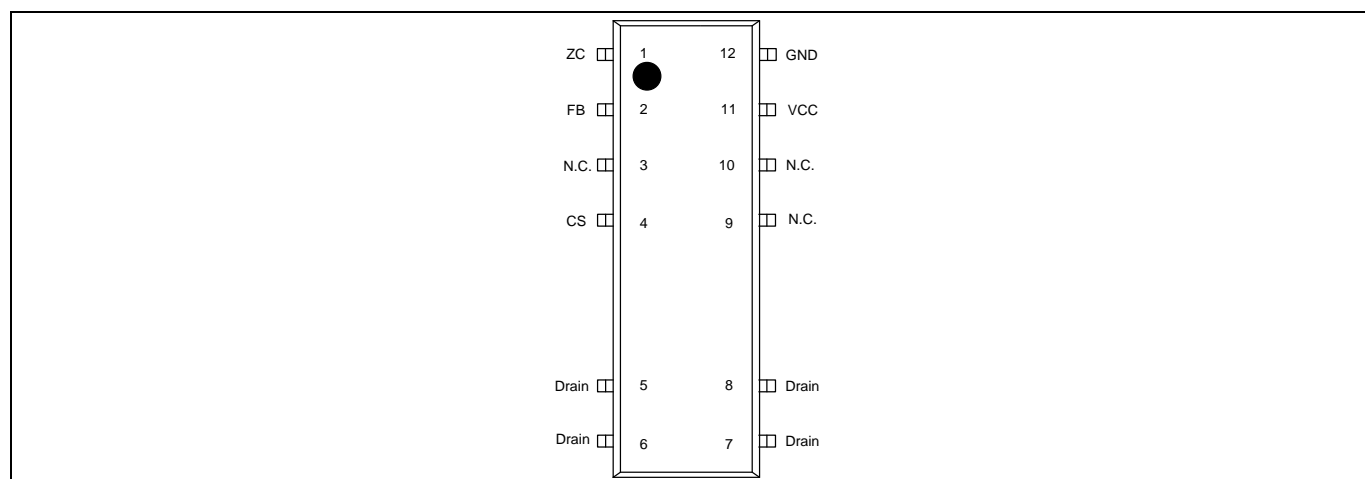 ZC 1 12 GND
FB 2 11 VCC
N.C. 3 10 N.C.
CS 4 9 N.C.
Drain 5 8 Drain
Drain 6 7 Drain